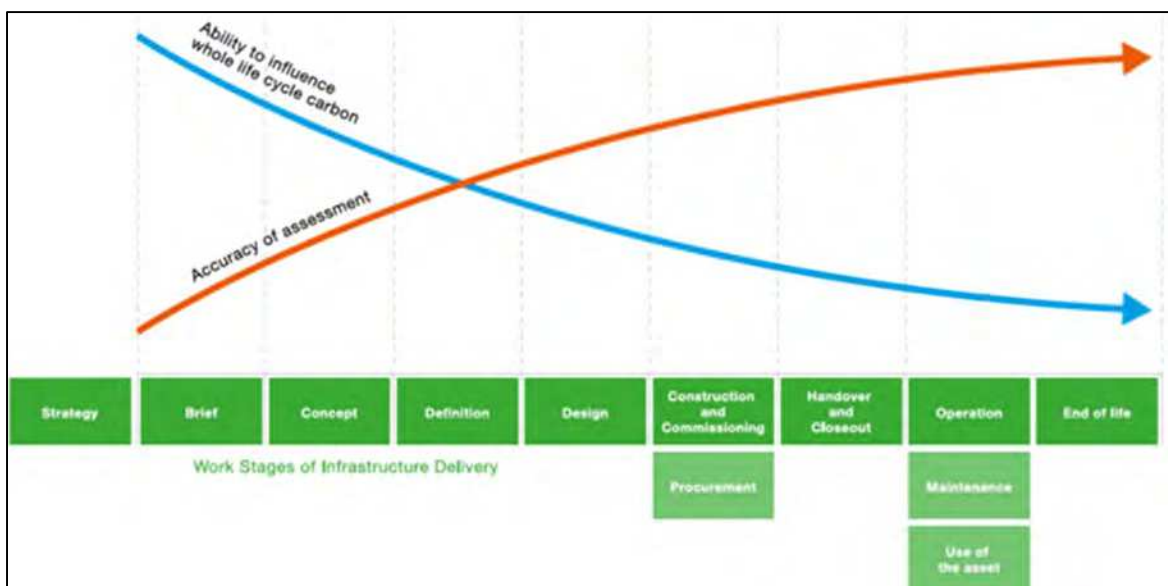 Ability to influence
whole life cycle carbon
Accuracy of assessment
Strategy
Brief
Concept
Definition
Design
Construction
and
Commissioning
Handover
and
Closeout
Operation
End of life
Work Stages of Infrastructure Delivery
Procurement
Maintenance
Use of
the asset